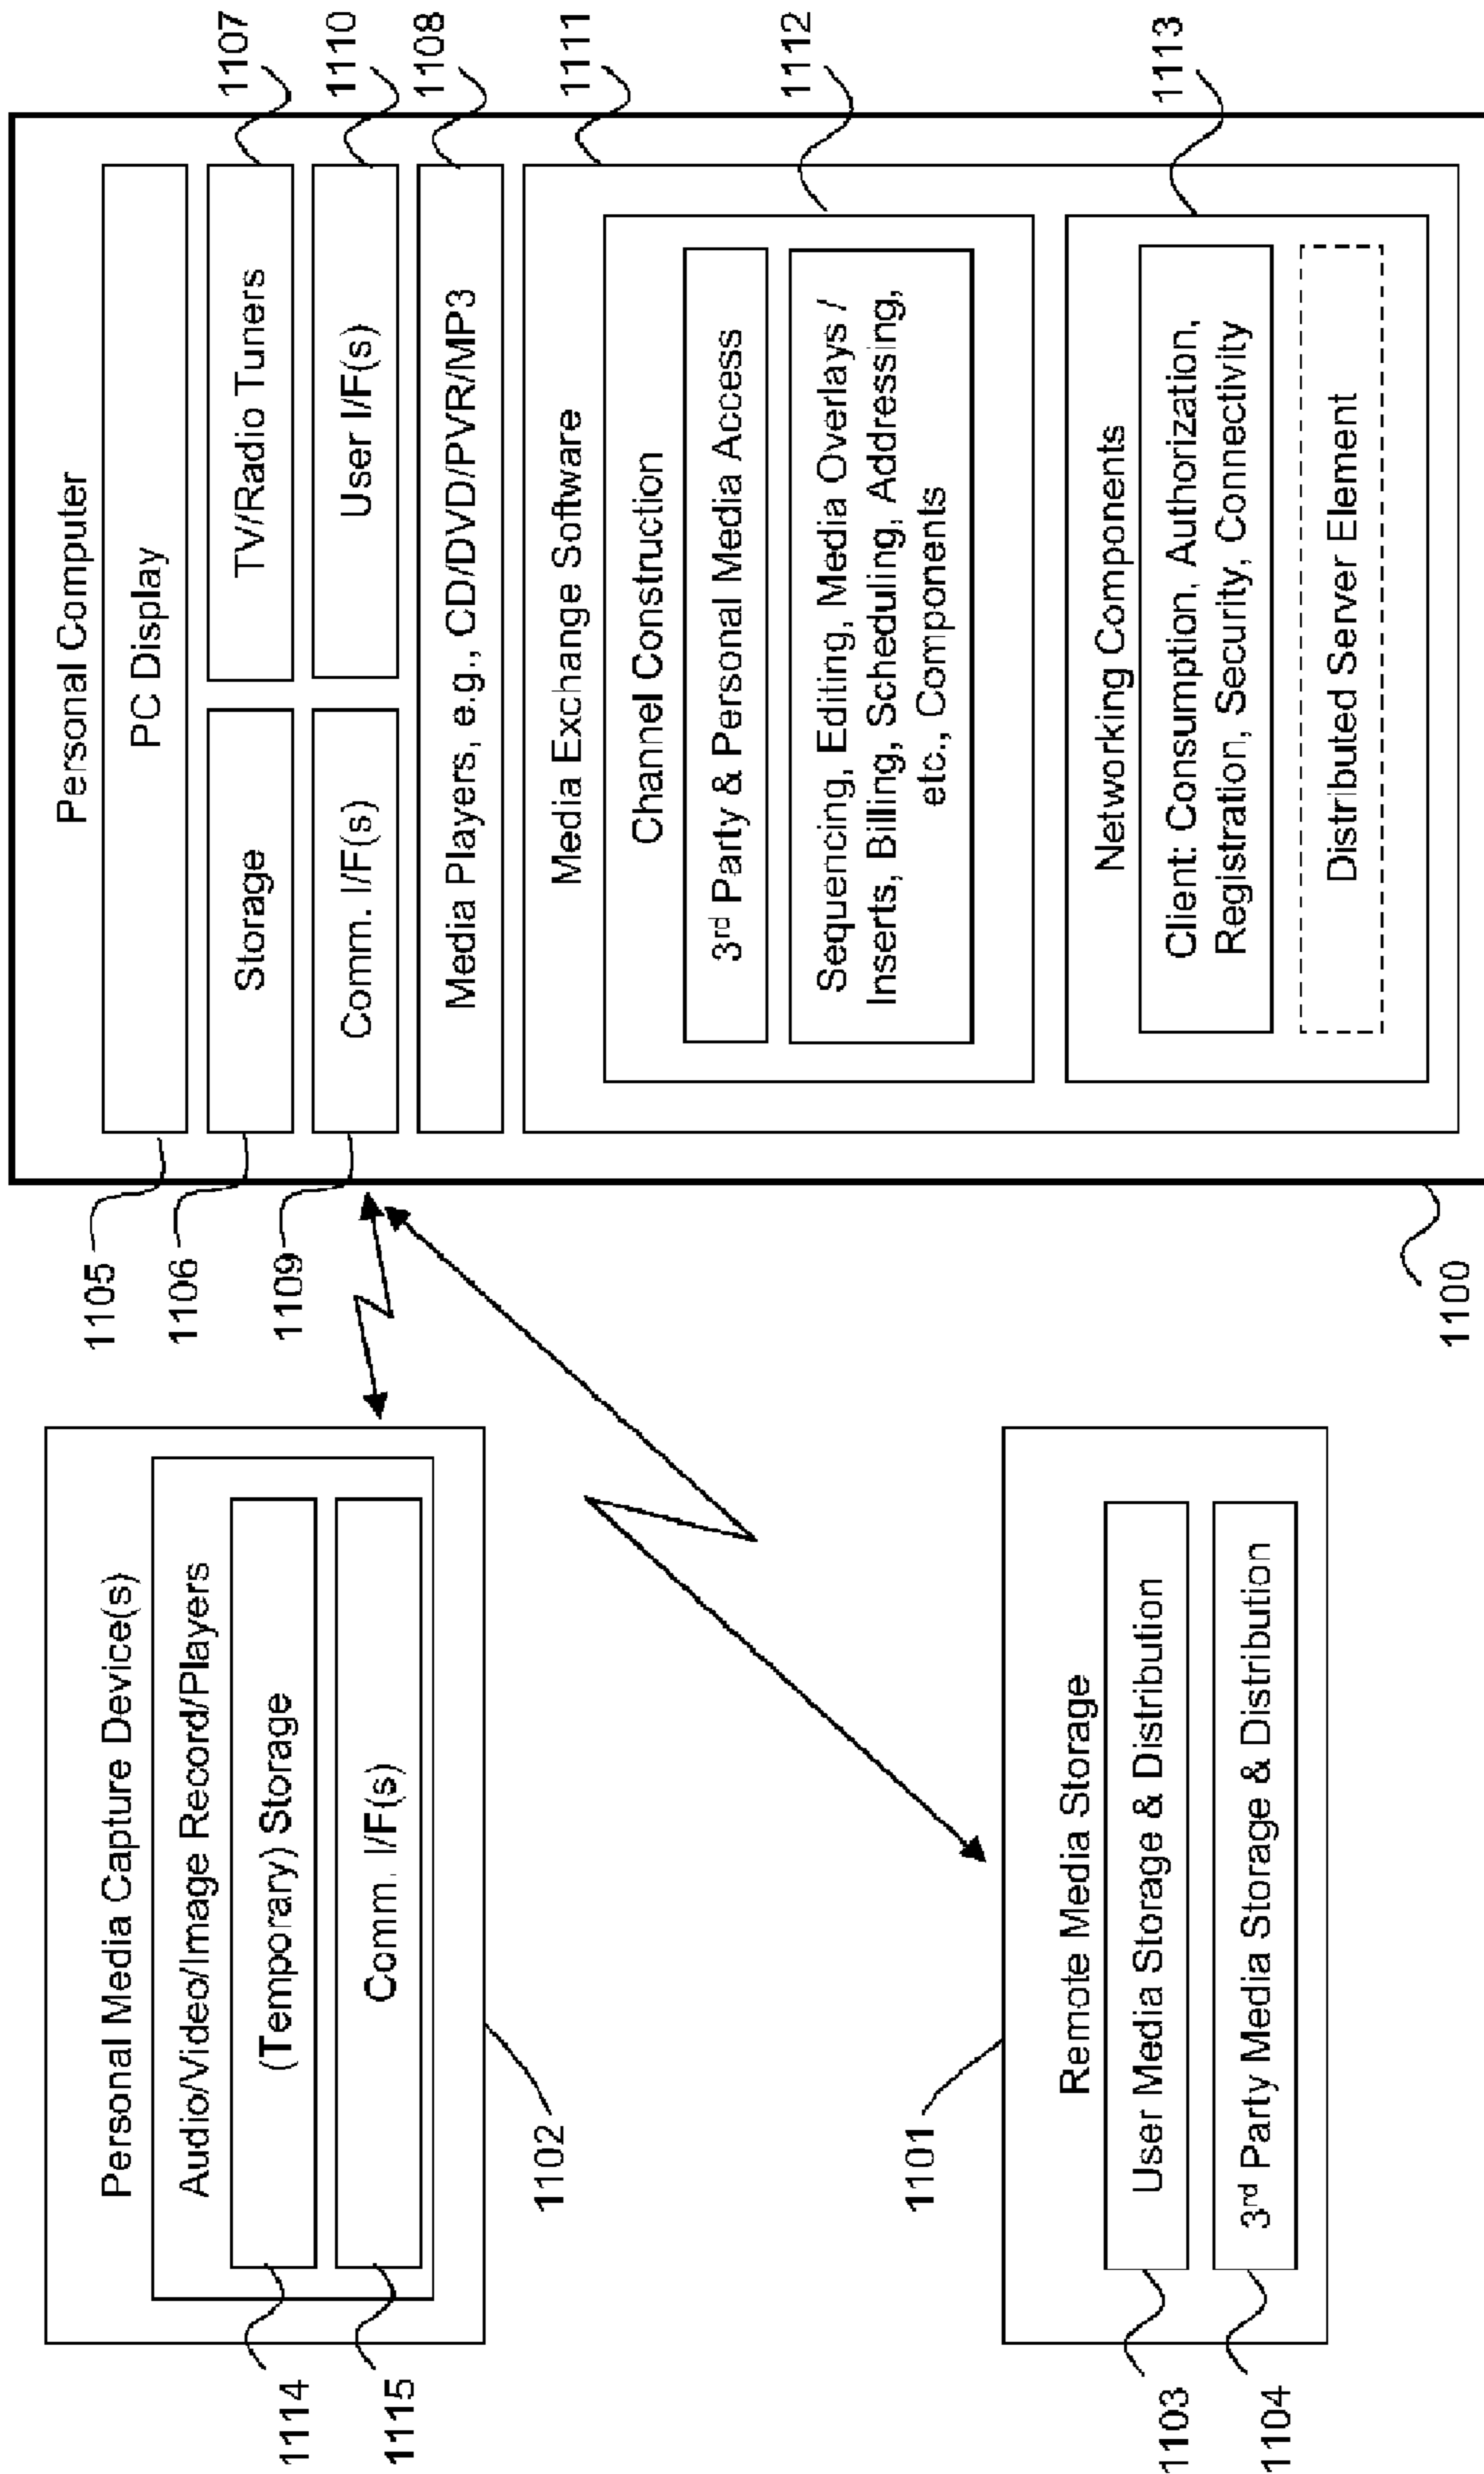 Personal Media Capture Device(s)
Audio/Video/Image Record/Players
(Temporary) Storage
Comm. I/F(s)
1114
1115
1102
1101
Remote Media Storage
User Media Storage & Distribution
3rd Party Media Storage & Distribution
1103
1104
Personal Computer
PC Display
Storage
TV/Radio Tuners
Comm. I/F(s)
User I/F(s)
Media Players, e.g., CD/DVD/PVR/MP3
Media Exchange Software
Channel Construction
3rd Party & Personal Media Access
Sequencing, Editing, Media Overlays /
Inserts, Billing, Scheduling, Addressing,
etc., Components
Networking Components
Client: Consumption, Authorization,
Registration, Security, Connectivity
Distributed Server Element
1105
1106
1109
1100
1107
1110
1108
1111
1112
1113